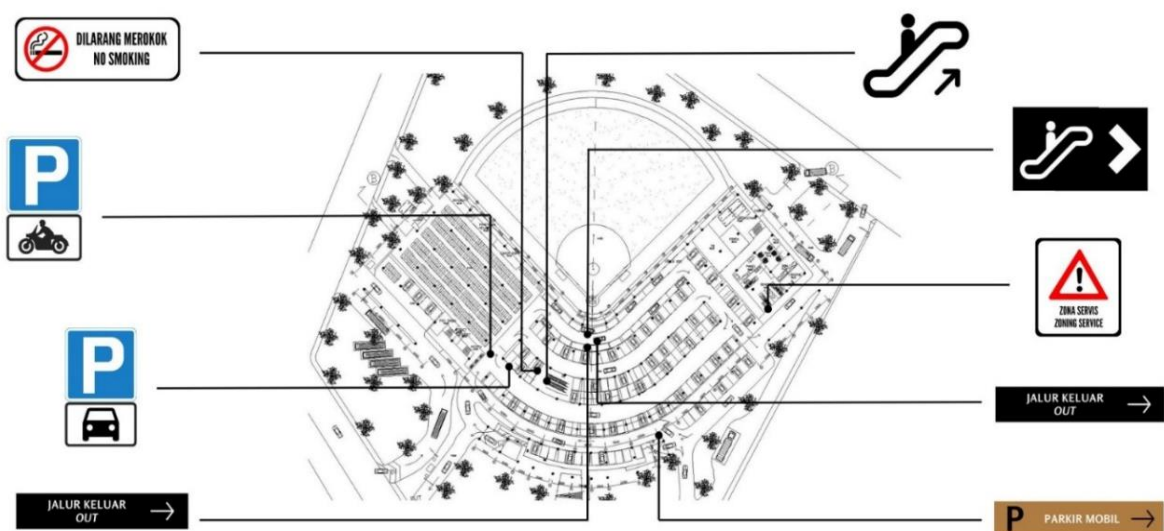 DILARANG MEROKOK
NO SMOKING
P
P
ZONA SERVIS
ZONING SERVICE
JALUR KELUAR
OUT
JALUR KELUAR
OUT
P PARKIR MOBIL
B
B